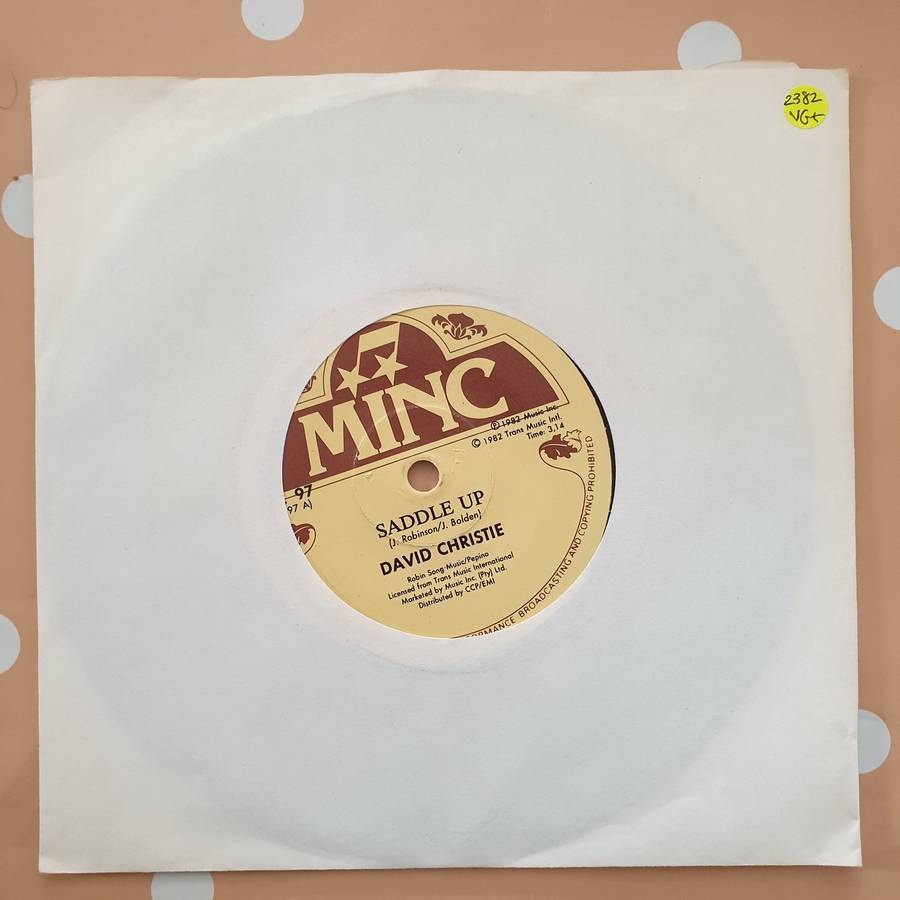 2382
VG+
MINC
℗ 1982 Music Inc.
© 1982 Trans Music Intl.
Time: 3,14
97
97 A)
SADDLE UP
(J. Robinson/J. Bolden)
DAVID CHRISTIE
Robin Song Music/Pepino
Licensed from Trans Music International
Marketed by Music Inc. (Pty) Ltd.
Distributed by CCP/EMI
ORMANCE BROADCASTING AND COPYING PROHIBITED